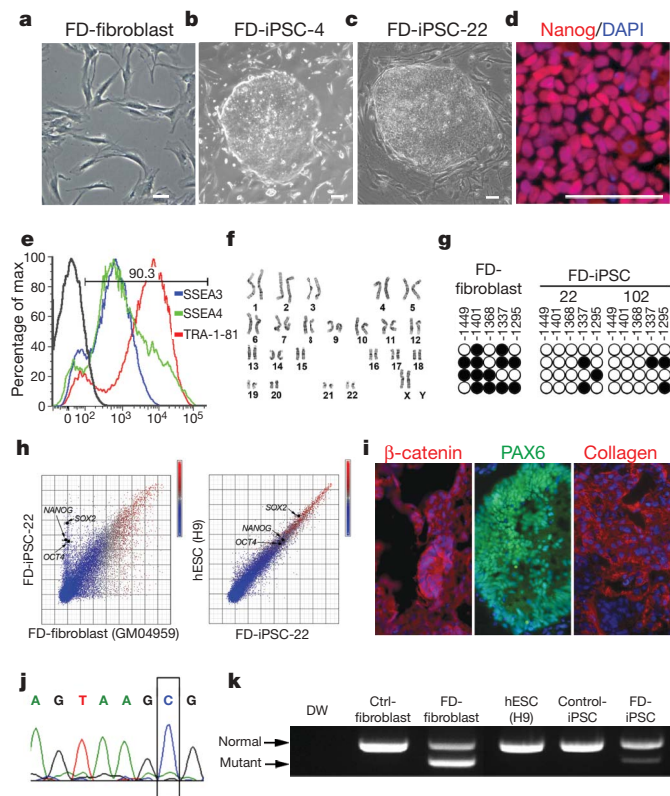 a FD-fibroblast
b FD-iPSC-4
c FD-iPSC-22
d Nanog/DAPI
e
Percentage of max
100
80
60
40
20
0
90.3
SSEA3
SSEA4
TRA-1-81
0 10² 10³ 10⁴ 10⁵
f
1 2 3 4 5
6 7 8 9 10 11 12
13 14 15 16 17 18
19 20 21 22 X Y
g
FD-
fibroblast
FD-iPSC
22 102
-1449 -1401 -1368 -1337 -1295
-1449 -1401 -1368 -1337 -1295
-1449 -1401 -1368 -1337 -1295
h
FD-iPSC-22
NANOG
SOX2
OCT4
FD-fibroblast (GM04959)
hESC (H9)
SOX2
NANOG
OCT4
FD-iPSC-22
i
β-catenin
PAX6
Collagen
j
A G T A A G C G
k
DW
Ctrl-
fibroblast
FD-
fibroblast
hESC
(H9)
Control-
iPSC
FD-
iPSC
Normal
Mutant